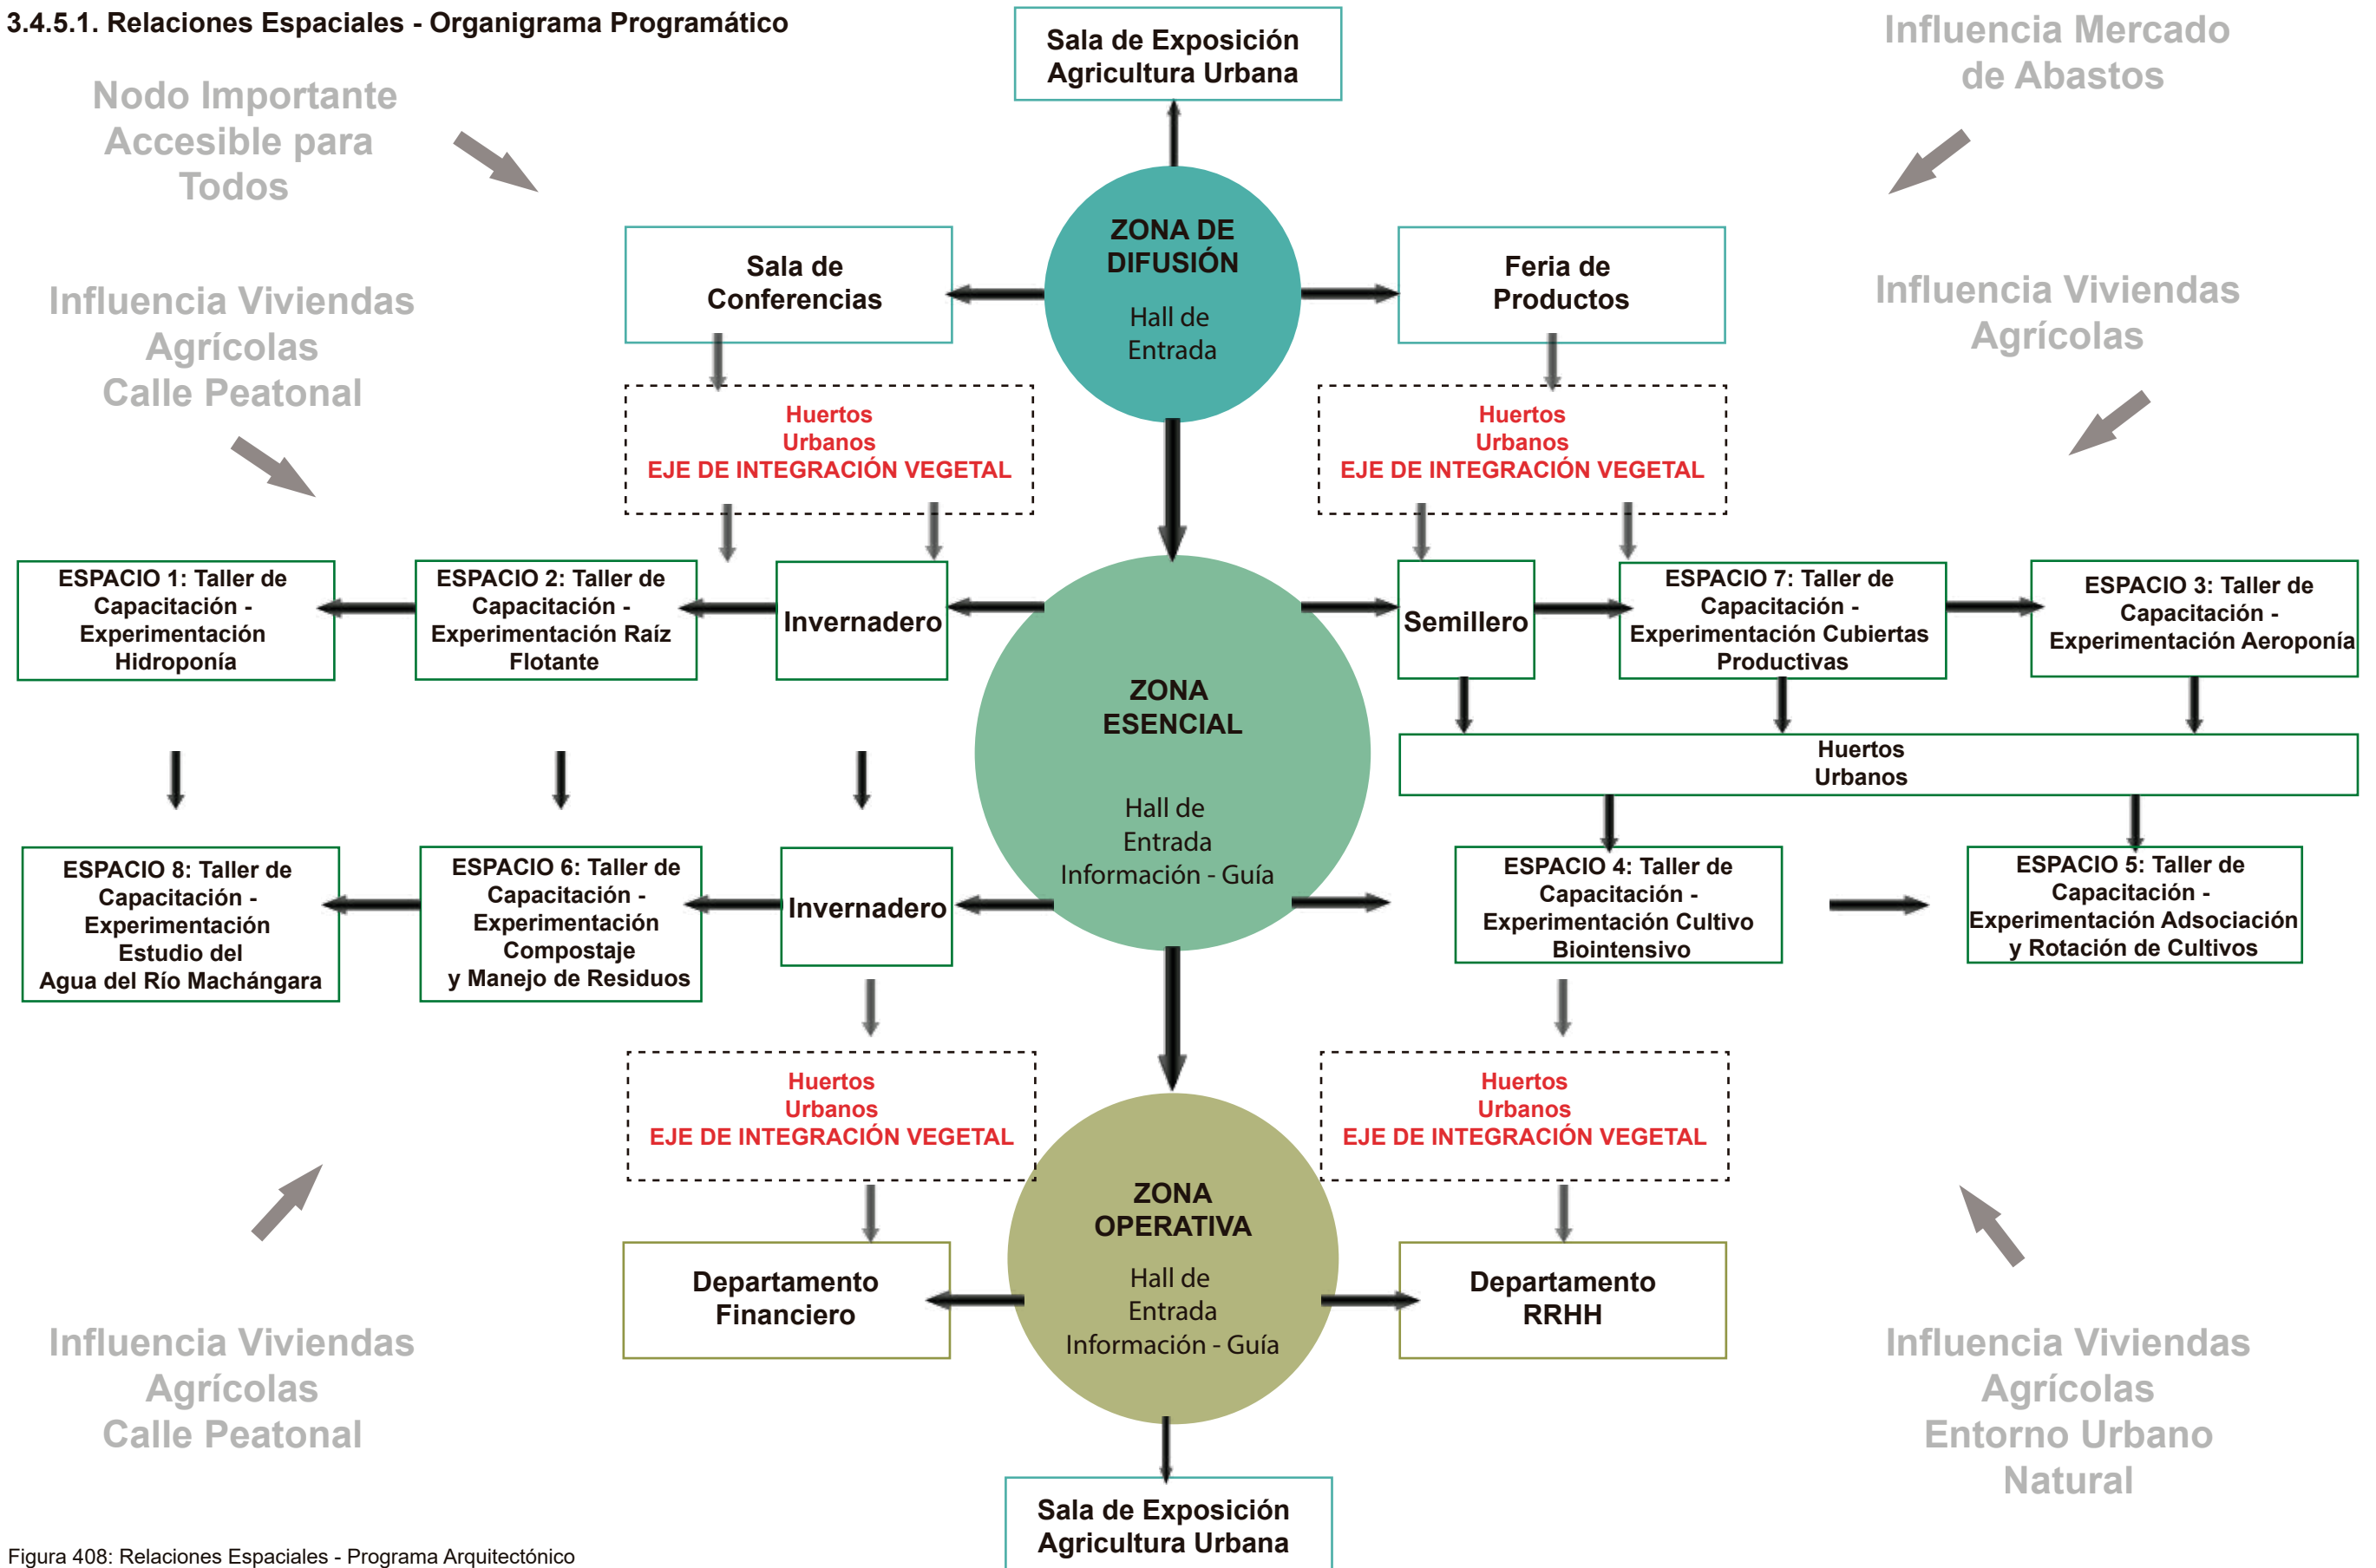 3.4.5.1. Relaciones Espaciales - Organigrama Programático
Sala de Exposición
Agricultura Urbana
Influencia Mercado
de Abastos
Nodo Importante
Accesible para
Todos
ZONA DE
DIFUSIÓN
Hall de
Entrada
Sala de
Conferencias
Feria de
Productos
Influencia Viviendas
Agrícolas
Calle Peatonal
Influencia Viviendas
Agrícolas
Huertos
Urbanos
EJE DE INTEGRACIÓN VEGETAL
Huertos
Urbanos
EJE DE INTEGRACIÓN VEGETAL
ESPACIO 1: Taller de
Capacitación -
Experimentación
Hidroponía
ESPACIO 2: Taller de
Capacitación -
Experimentación Raíz
Flotante
Invernadero
Semillero
ESPACIO 7: Taller de
Capacitación -
Experimentación Cubiertas
Productivas
ESPACIO 3: Taller de
Capacitación -
Experimentación Aeroponía
ZONA
ESENCIAL
Hall de
Entrada
Información - Guía
Huertos
Urbanos
ESPACIO 8: Taller de
Capacitación -
Experimentación
Estudio del
Agua del Río Machángara
ESPACIO 6: Taller de
Capacitación -
Experimentación
Compostaje
y Manejo de Residuos
Invernadero
ESPACIO 4: Taller de
Capacitación -
Experimentación Cultivo
Biointensivo
ESPACIO 5: Taller de
Capacitación -
Experimentación Adsociación
y Rotación de Cultivos
Huertos
Urbanos
EJE DE INTEGRACIÓN VEGETAL
Huertos
Urbanos
EJE DE INTEGRACIÓN VEGETAL
ZONA
OPERATIVA
Hall de
Entrada
Información - Guía
Departamento
Financiero
Departamento
RRHH
Influencia Viviendas
Agrícolas
Calle Peatonal
Influencia Viviendas
Agrícolas
Entorno Urbano
Natural
Sala de Exposición
Agricultura Urbana
Figura 408: Relaciones Espaciales - Programa Arquitectónico